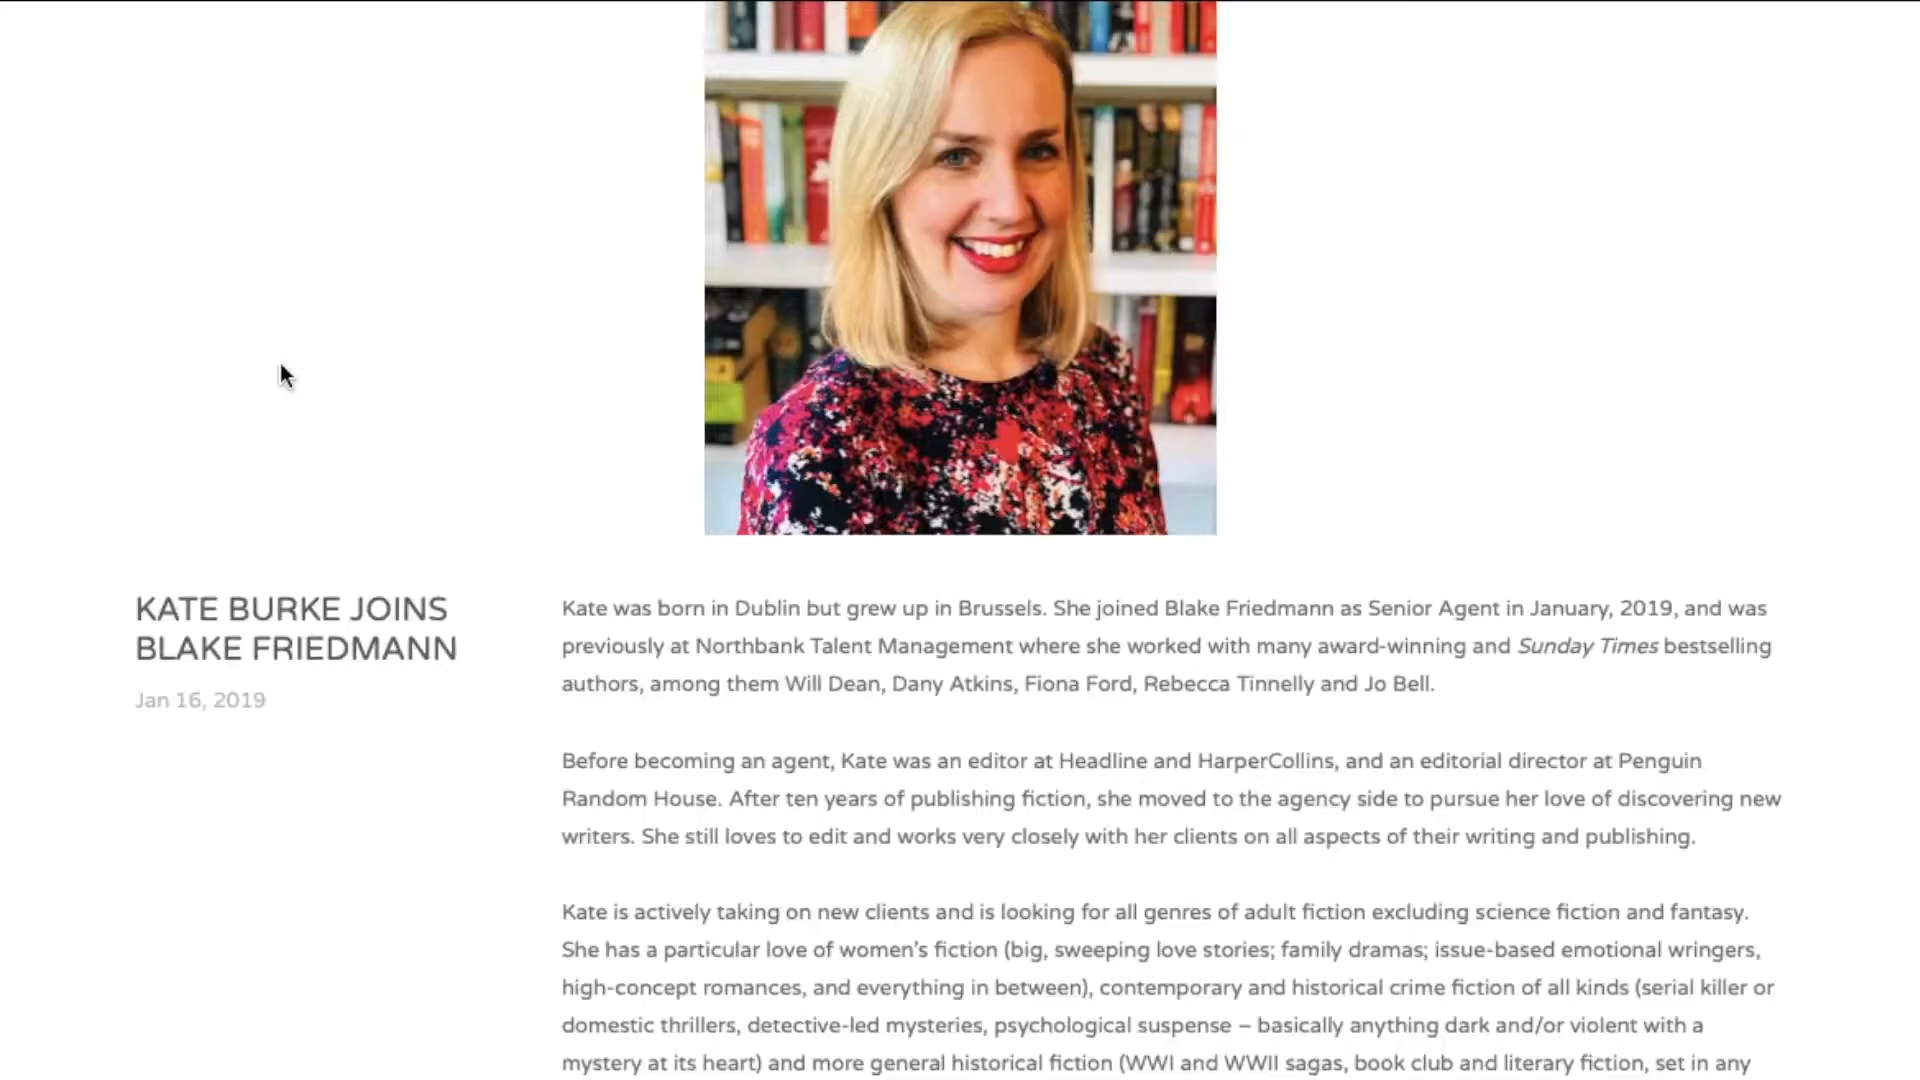 KATE BURKE JOINS
BLAKE FRIEDMANN
Jan 16, 2019
Kate was born in Dublin but grew up in Brussels. She joined Blake Friedmann as Senior Agent in January, 2019, and was
previously at Northbank Talent Management where she worked with many award-winning and Sunday Times bestselling
authors, among them Will Dean, Dany Atkins, Fiona Ford, Rebecca Tinnelly and Jo Bell.
Before becoming an agent, Kate was an editor at Headline and HarperCollins, and an editorial director at Penguin
Random House. After ten years of publishing fiction, she moved to the agency side to pursue her love of discovering new
writers. She still loves to edit and works very closely with her clients on all aspects of their writing and publishing.
Kate is actively taking on new clients and is looking for all genres of adult fiction excluding science fiction and fantasy.
She has a particular love of women's fiction (big, sweeping love stories; family dramas; issue-based emotional wringers,
high-concept romances, and everything in between), contemporary and historical crime fiction of all kinds (serial killer or
domestic thrillers, detective-led mysteries, psychological suspense – basically anything dark and/or violent with a
mystery at its heart) and more general historical fiction (WWI and WWII sagas, book club and literary fiction, set in any